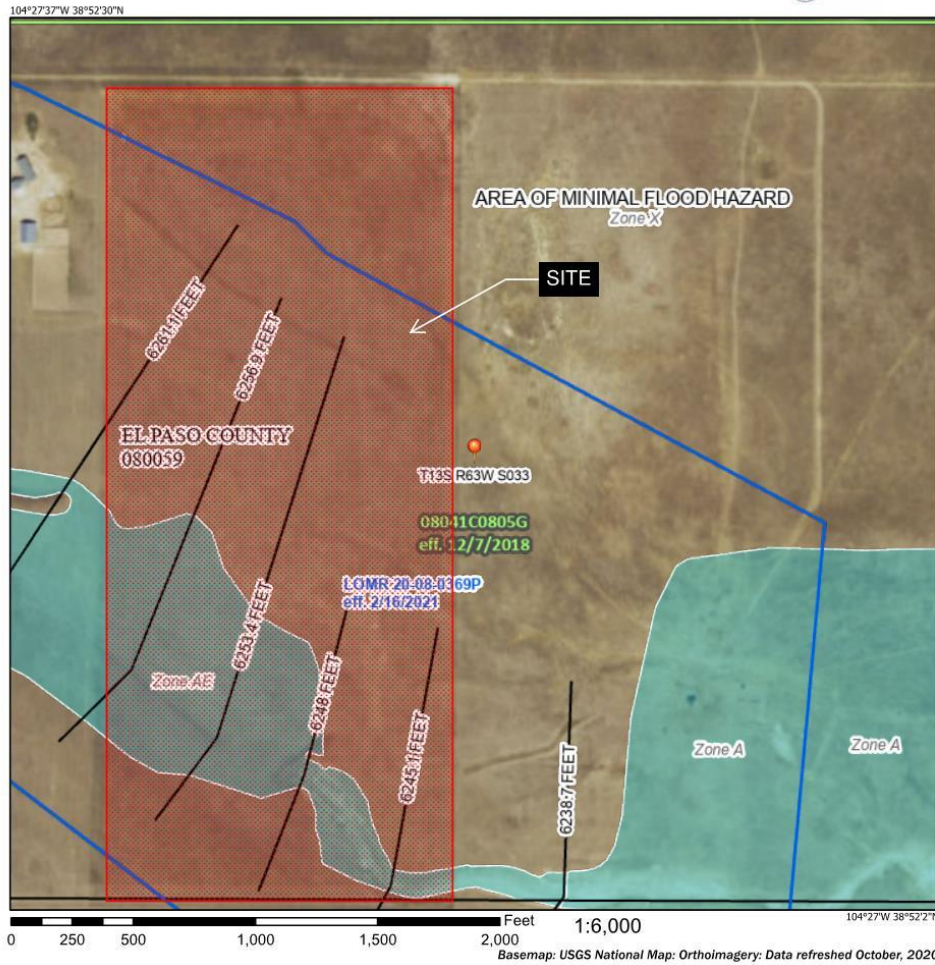 104°27'37"W 38°52'30"N
AREA OF MINIMAL FLOOD HAZARD
Zone X
SITE
6261.1 FEET
6256.9 FEET
EL PASO COUNTY
080059
T13S R63W S033
08041C0805G
eff. 12/7/2018
LOMR 20-08-0369P
eff. 2/16/2021
6253.4 FEET
Zone AE
6248 FEET
6245.1 FEET
6238.7 FEET
Zone A
Zone A
Feet
1:6,000
104°27'W 38°52'2"N
0 250 500 1,000 1,500 2,000
Basemap: USGS National Map: Orthoimagery: Data refreshed October, 2020